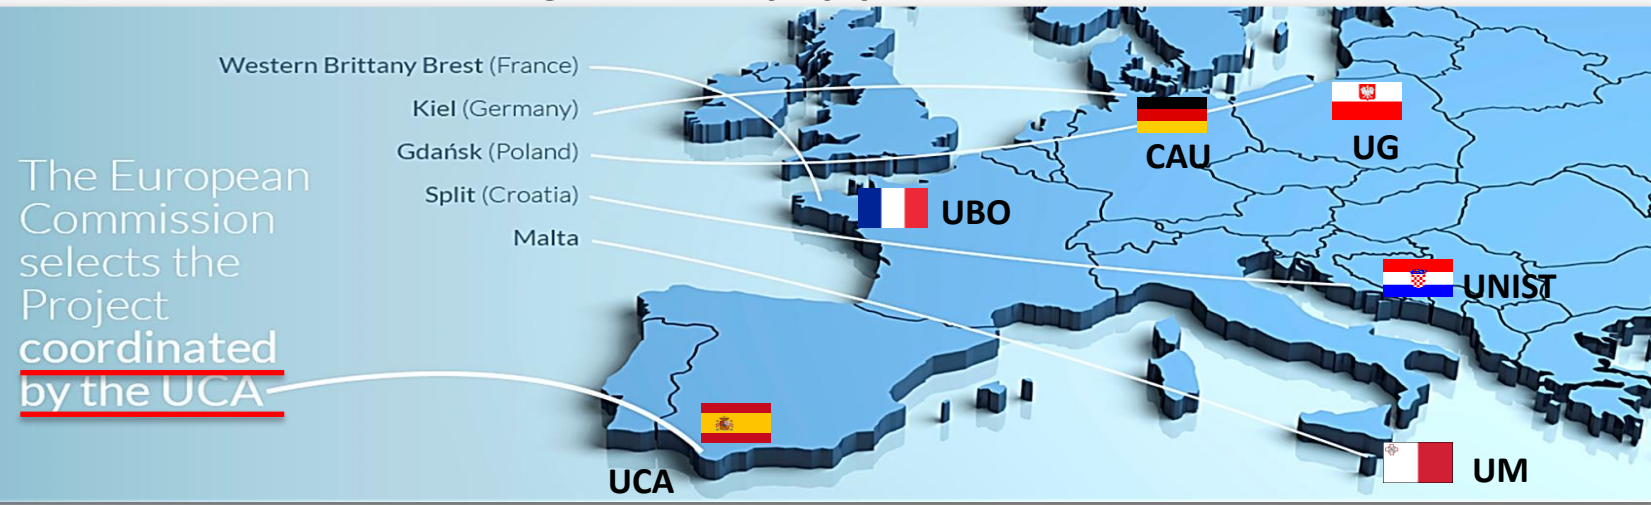 Western Brittany Brest (France)
Kiel (Germany)
Gdańsk (Poland)
Split (Croatia)
Malta
The European
Commission
selects the
Project
coordinated
by the UCA
CAU
UG
UBO
UNIST
UCA
UM